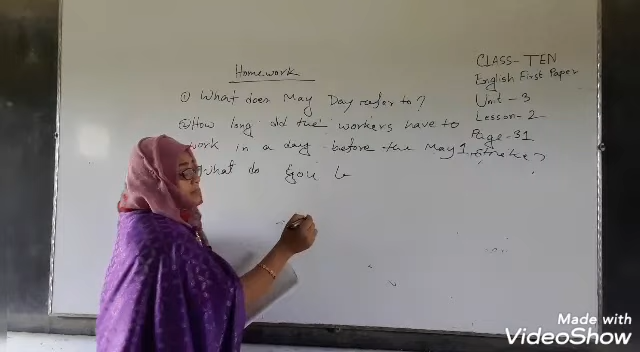 Homework
① What does May Day refer to?
② How long did the workers have to
work in a day before the May 1 strike?
What do you
CLASS-TEN
English First Paper
Unit-3
Lesson-2
Page-31
Made with
VideoShow